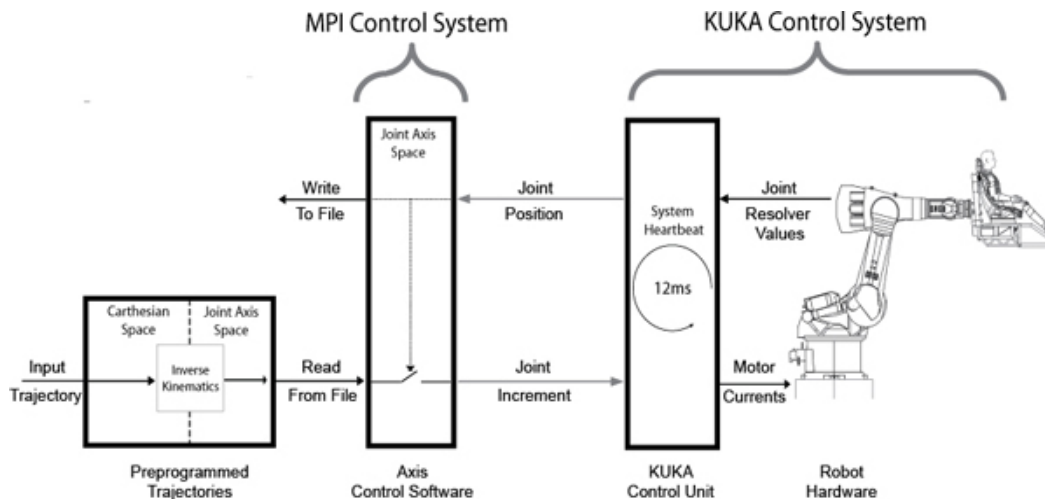 MPI Control System
KUKA Control System
Joint Axis
Space
Write
To File
Joint
Position
System
Heartbeat
12ms
Joint
Resolver
Values
Carthesian
Space
Joint Axis
Space
Input
Trajectory
Inverse
Kinematics
Read
From File
Joint
Increment
Motor
Currents
Preprogrammed
Trajectories
Axis
Control Software
KUKA
Control Unit
Robot
Hardware